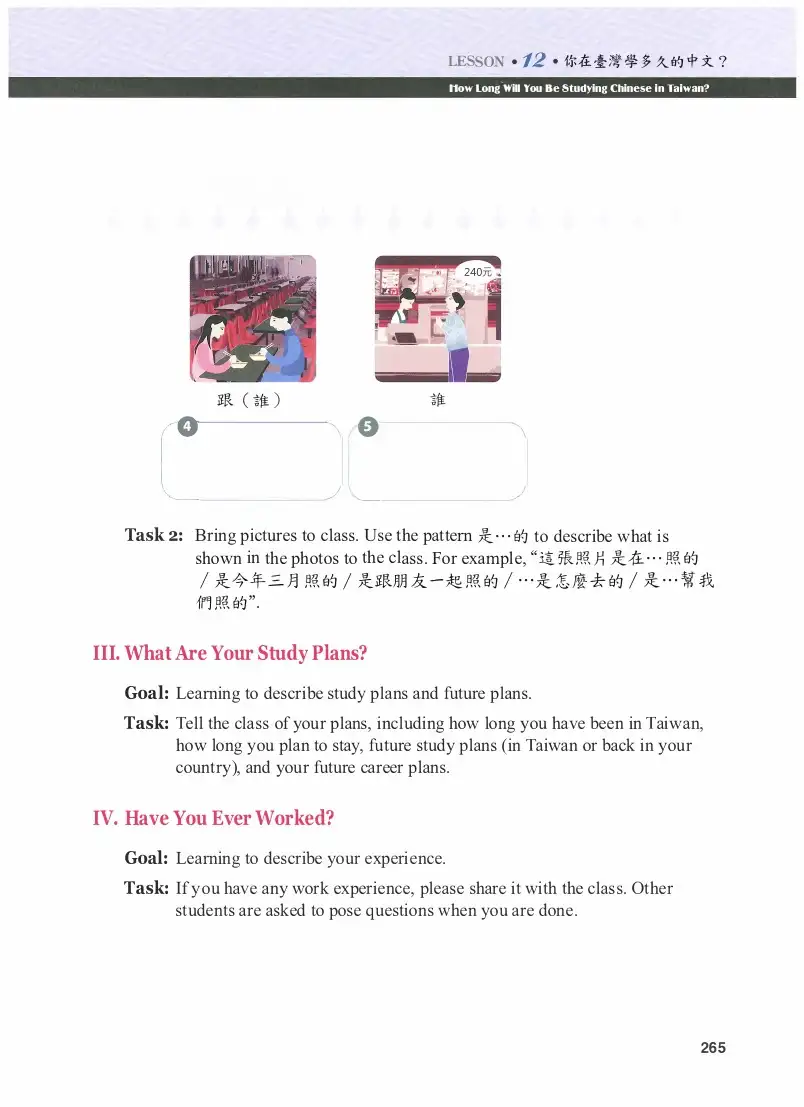 LESSON • 12 • 你在臺灣學多久的中文？
How Long Will You Be Studying Chinese in Taiwan?
240元
跟（誰）
誰
4
5
Task 2: Bring pictures to class. Use the pattern 是⋯的 to describe what is
shown in the photos to the class. For example, “這張照片是在⋯照的
/是今年三月照的/是跟朋友一起照的/⋯是怎麼去的/是⋯幫我
們照的”.
III. What Are Your Study Plans?
Goal: Learning to describe study plans and future plans.
Task: Tell the class of your plans, including how long you have been in Taiwan,
how long you plan to stay, future study plans (in Taiwan or back in your
country), and your future career plans.
IV. Have You Ever Worked?
Goal: Learning to describe your experience.
Task: If you have any work experience, please share it with the class. Other
students are asked to pose questions when you are done.
265